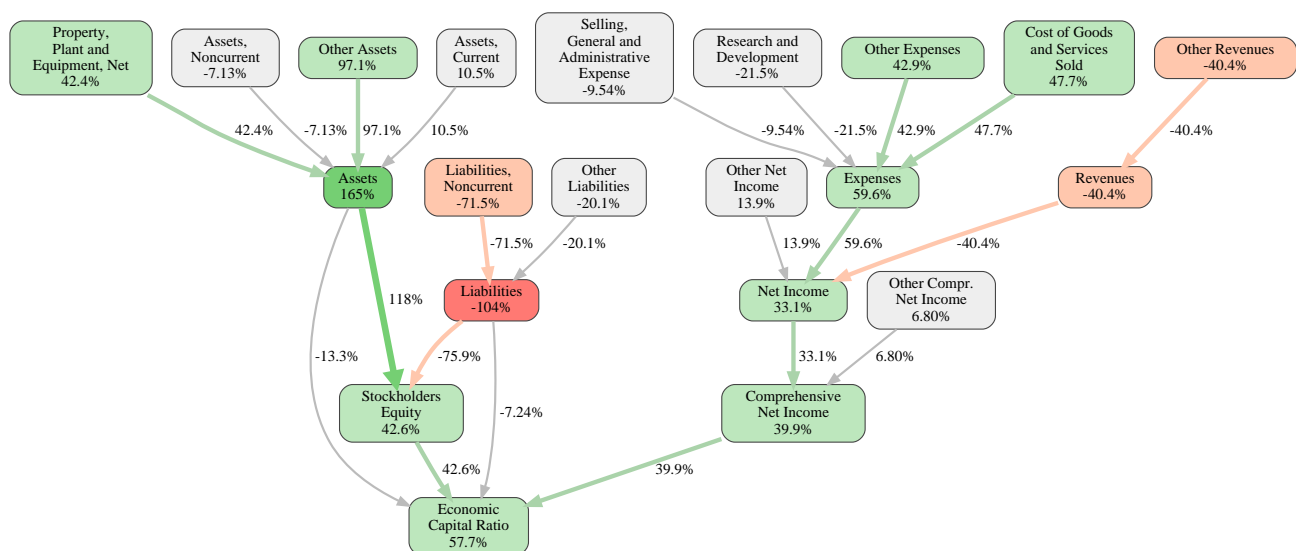 Property,
Plant and
Equipment, Net
42.4%
Assets,
Noncurrent
-7.13%
Other Assets
97.1%
Assets,
Current
10.5%
Selling,
General and
Administrative
Expense
-9.54%
Research and
Development
-21.5%
Other Expenses
42.9%
Cost of Goods
and Services
Sold
47.7%
Other Revenues
-40.4%
42.4%
-7.13%
97.1%
10.5%
-9.54%
-21.5%
42.9%
47.7%
-40.4%
Assets
165%
Liabilities,
Noncurrent
-71.5%
Other
Liabilities
-20.1%
Other Net
Income
13.9%
Expenses
59.6%
Revenues
-40.4%
-71.5%
-20.1%
13.9%
59.6%
-40.4%
118%
Liabilities
-104%
Net Income
33.1%
Other Compr.
Net Income
6.80%
-13.3%
-75.9%
33.1%
6.80%
Stockholders
Equity
42.6%
-7.24%
Comprehensive
Net Income
39.9%
42.6%
39.9%
Economic
Capital Ratio
57.7%